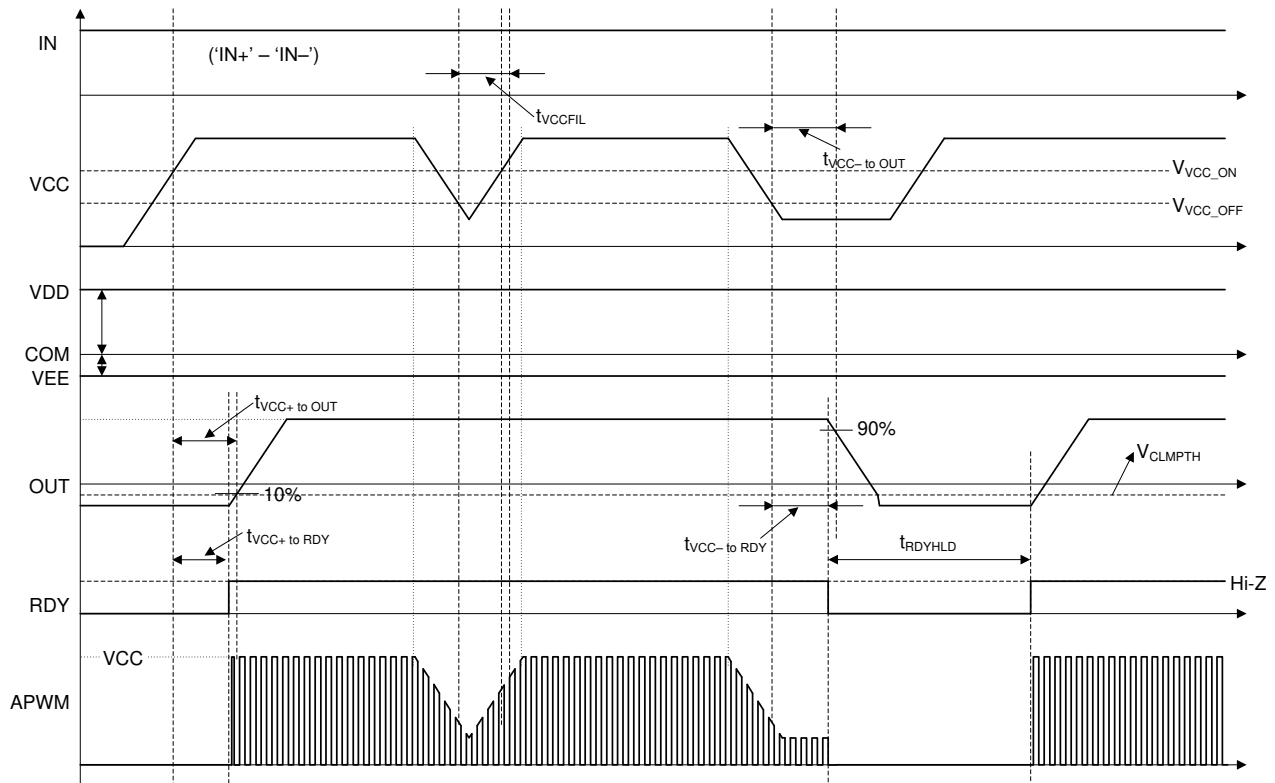 IN
(‘IN+’ – ‘IN–’)
tVCCFIL
tVCC– to OUT
VCC
VVCC_ON
VVCC_OFF
VDD
COM
VEE
tVCC+ to OUT
90%
VCLMPTH
OUT
10%
tVCC+ to RDY
tVCC– to RDY
tRDYHLD
Hi-Z
RDY
VCC
APWM